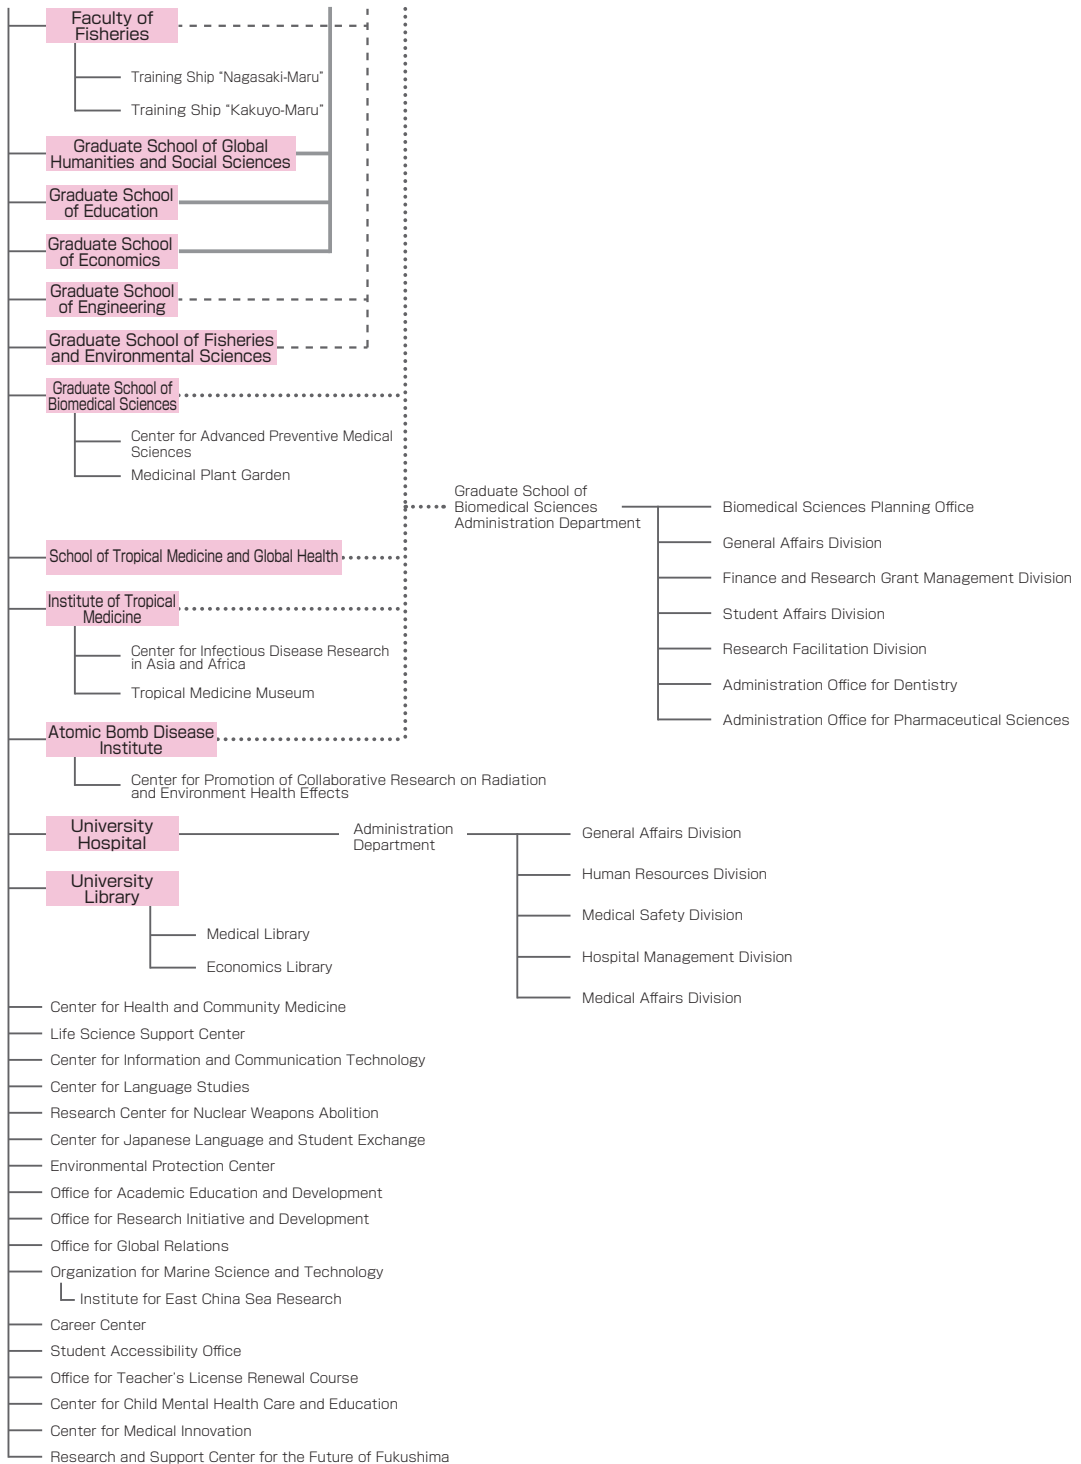 Faculty of
Fisheries
Training Ship “Nagasaki-Maru”
Training Ship “Kakuyo-Maru”
Graduate School of Global
Humanities and Social Sciences
Graduate School
of Education
Graduate School
of Economics
Graduate School
of Engineering
Graduate School of Fisheries
and Environmental Sciences
Graduate School of
Biomedical Sciences
Center for Advanced Preventive Medical
Sciences
Medicinal Plant Garden
Graduate School of
Biomedical Sciences
Administration Department
Biomedical Sciences Planning Office
General Affairs Division
Finance and Research Grant Management Division
Student Affairs Division
Research Facilitation Division
Administration Office for Dentistry
Administration Office for Pharmaceutical Sciences
School of Tropical Medicine and Global Health
Institute of Tropical
Medicine
Center for Infectious Disease Research
in Asia and Africa
Tropical Medicine Museum
Atomic Bomb Disease
Institute
Center for Promotion of Collaborative Research on Radiation
and Environment Health Effects
University
Hospital
Administration
Department
General Affairs Division
Human Resources Division
Medical Safety Division
Hospital Management Division
Medical Affairs Division
University
Library
Medical Library
Economics Library
Center for Health and Community Medicine
Life Science Support Center
Center for Information and Communication Technology
Center for Language Studies
Research Center for Nuclear Weapons Abolition
Center for Japanese Language and Student Exchange
Environmental Protection Center
Office for Academic Education and Development
Office for Research Initiative and Development
Office for Global Relations
Organization for Marine Science and Technology
Institute for East China Sea Research
Career Center
Student Accessibility Office
Office for Teacher's License Renewal Course
Center for Child Mental Health Care and Education
Center for Medical Innovation
Research and Support Center for the Future of Fukushima